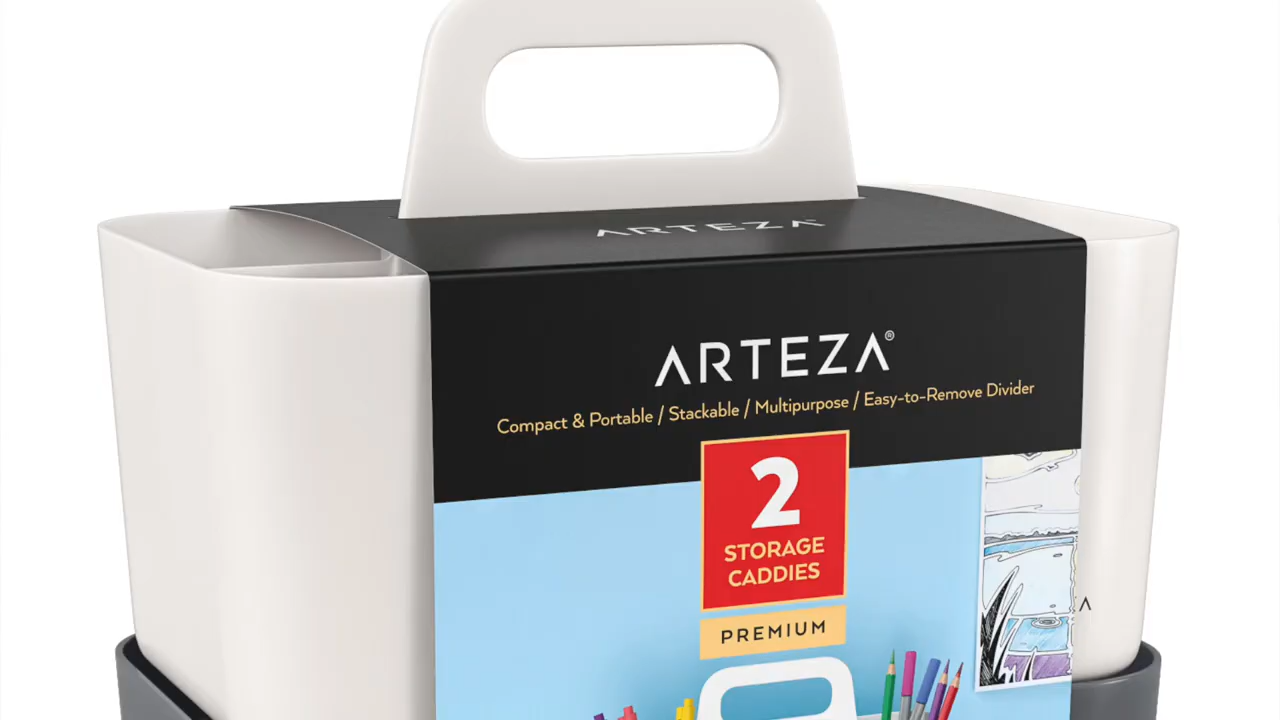 ARTEZA
ARTEZA®
Compact & Portable / Stackable / Multipurpose / Easy-to-Remove Divider
2
STORAGE
CADDIES
PREMIUM